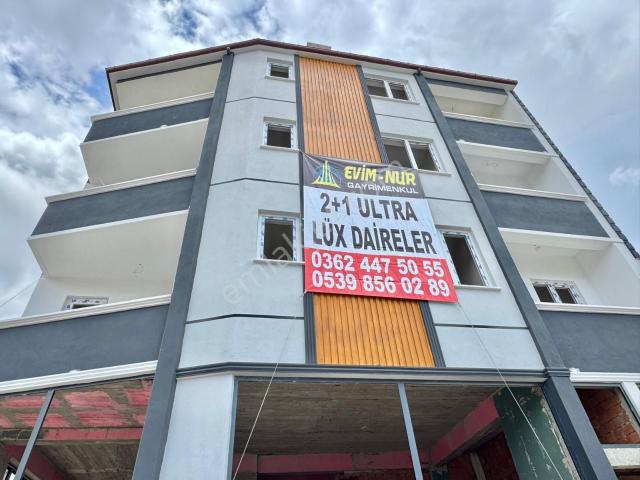 EVİM-NUR
GAYRİMENKUL
2+1 ULTRA
LÜX DAİRELER
0362 447 50 55
0539 856 02 89